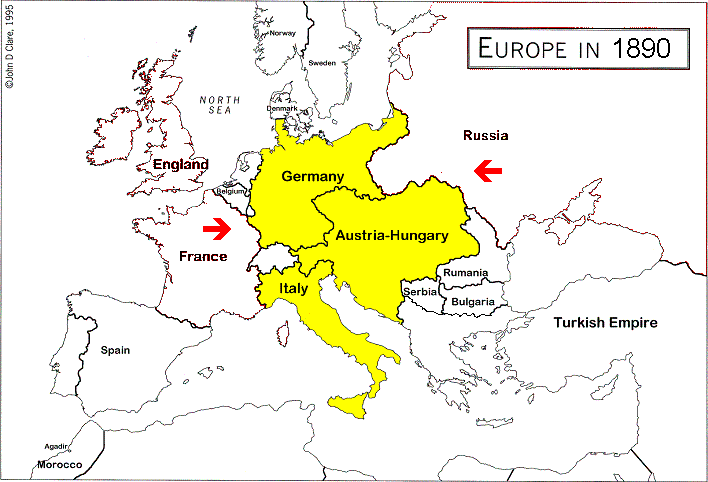 ©John D Clare, 1995
EUROPE IN 1890
Norway
Sweden
NORTH
SEA
Denmark
Russia
England
Germany
Belgium
Austria-Hungary
France
Rumania
Italy
Serbia
Bulgaria
Turkish Empire
Spain
Agadir
Morocco